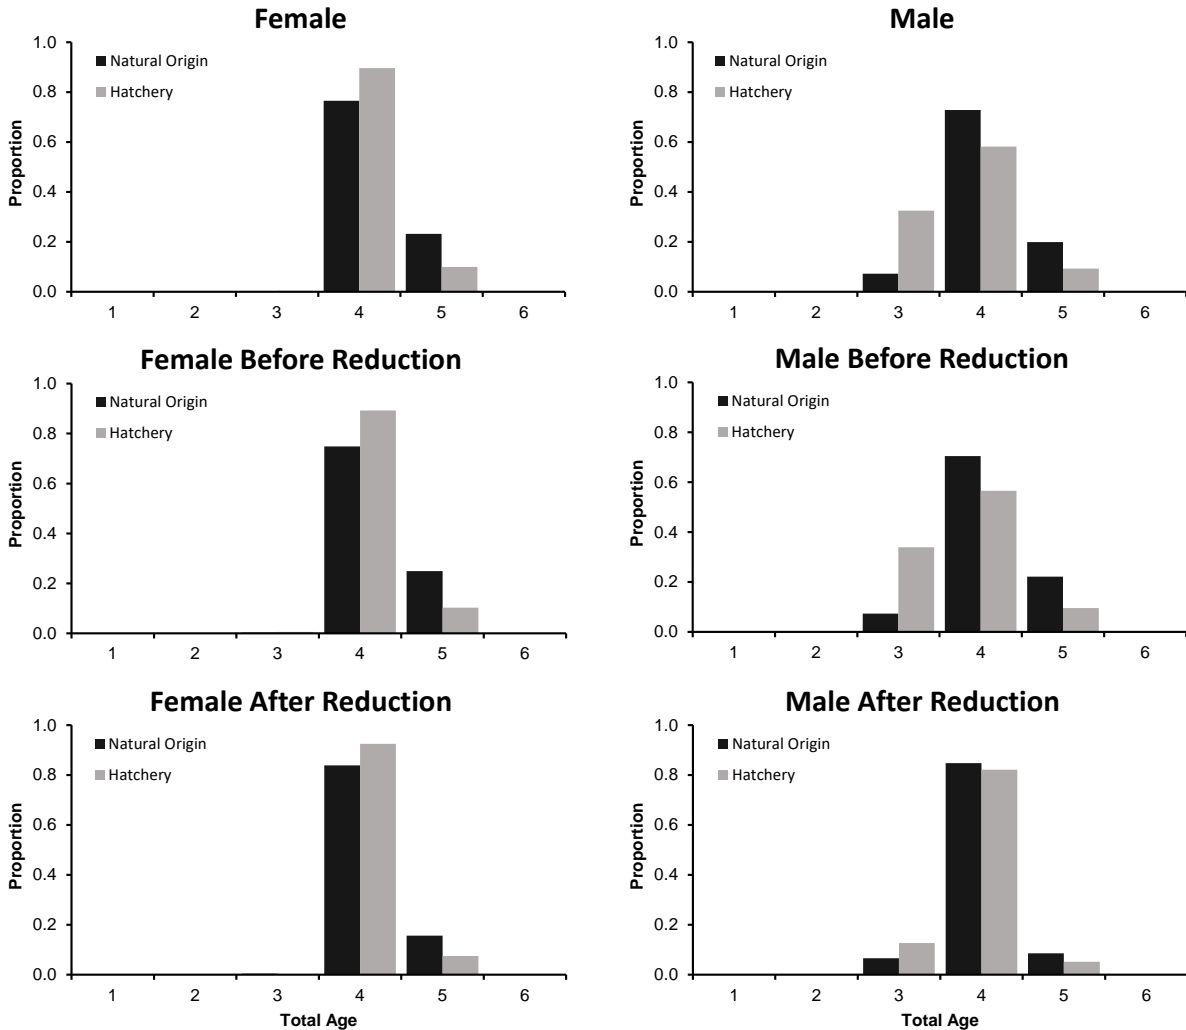 Female
1.0
0.8
0.6
0.4
0.2
0.0
Proportion
Natural Origin
Hatchery
1 2 3 4 5 6
Male
1.0
0.8
0.6
0.4
0.2
0.0
Proportion
Natural Origin
Hatchery
1 2 3 4 5 6
Female Before Reduction
1.0
0.8
0.6
0.4
0.2
0.0
Proportion
Natural Origin
Hatchery
1 2 3 4 5 6
Male Before Reduction
1.0
0.8
0.6
0.4
0.2
0.0
Proportion
Natural Origin
Hatchery
1 2 3 4 5 6
Female After Reduction
1.0
0.8
0.6
0.4
0.2
0.0
Proportion
Natural Origin
Hatchery
1 2 3 4 5 6
Total Age
Male After Reduction
1.0
0.8
0.6
0.4
0.2
0.0
Proportion
Natural Origin
Hatchery
1 2 3 4 5 6
Total Age